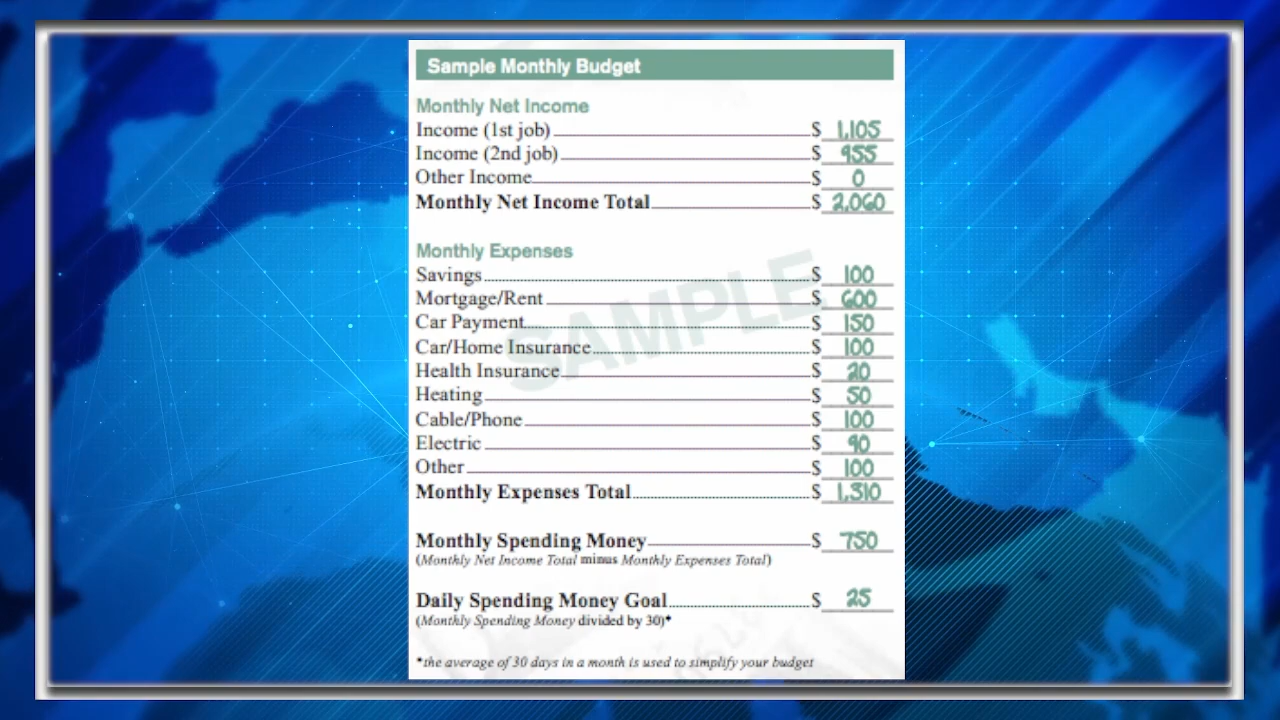 Sample Monthly Budget
Monthly Net Income
Income (1st job) $ 1,105
Income (2nd job) $ 955
Other Income $ 0
Monthly Net Income Total $ 2,060
Monthly Expenses
Savings $ 100
Mortgage/Rent $ 600
Car Payment $ 150
Car/Home Insurance $ 100
Health Insurance $ 20
Heating $ 50
Cable/Phone $ 100
Electric $ 90
Other $ 100
Monthly Expenses Total $ 1,310
SAMPLE
Monthly Spending Money $ 750
(Monthly Net Income Total minus Monthly Expenses Total)
Daily Spending Money Goal $ 25
(Monthly Spending Money divided by 30)*
*the average of 30 days in a month is used to simplify your budget